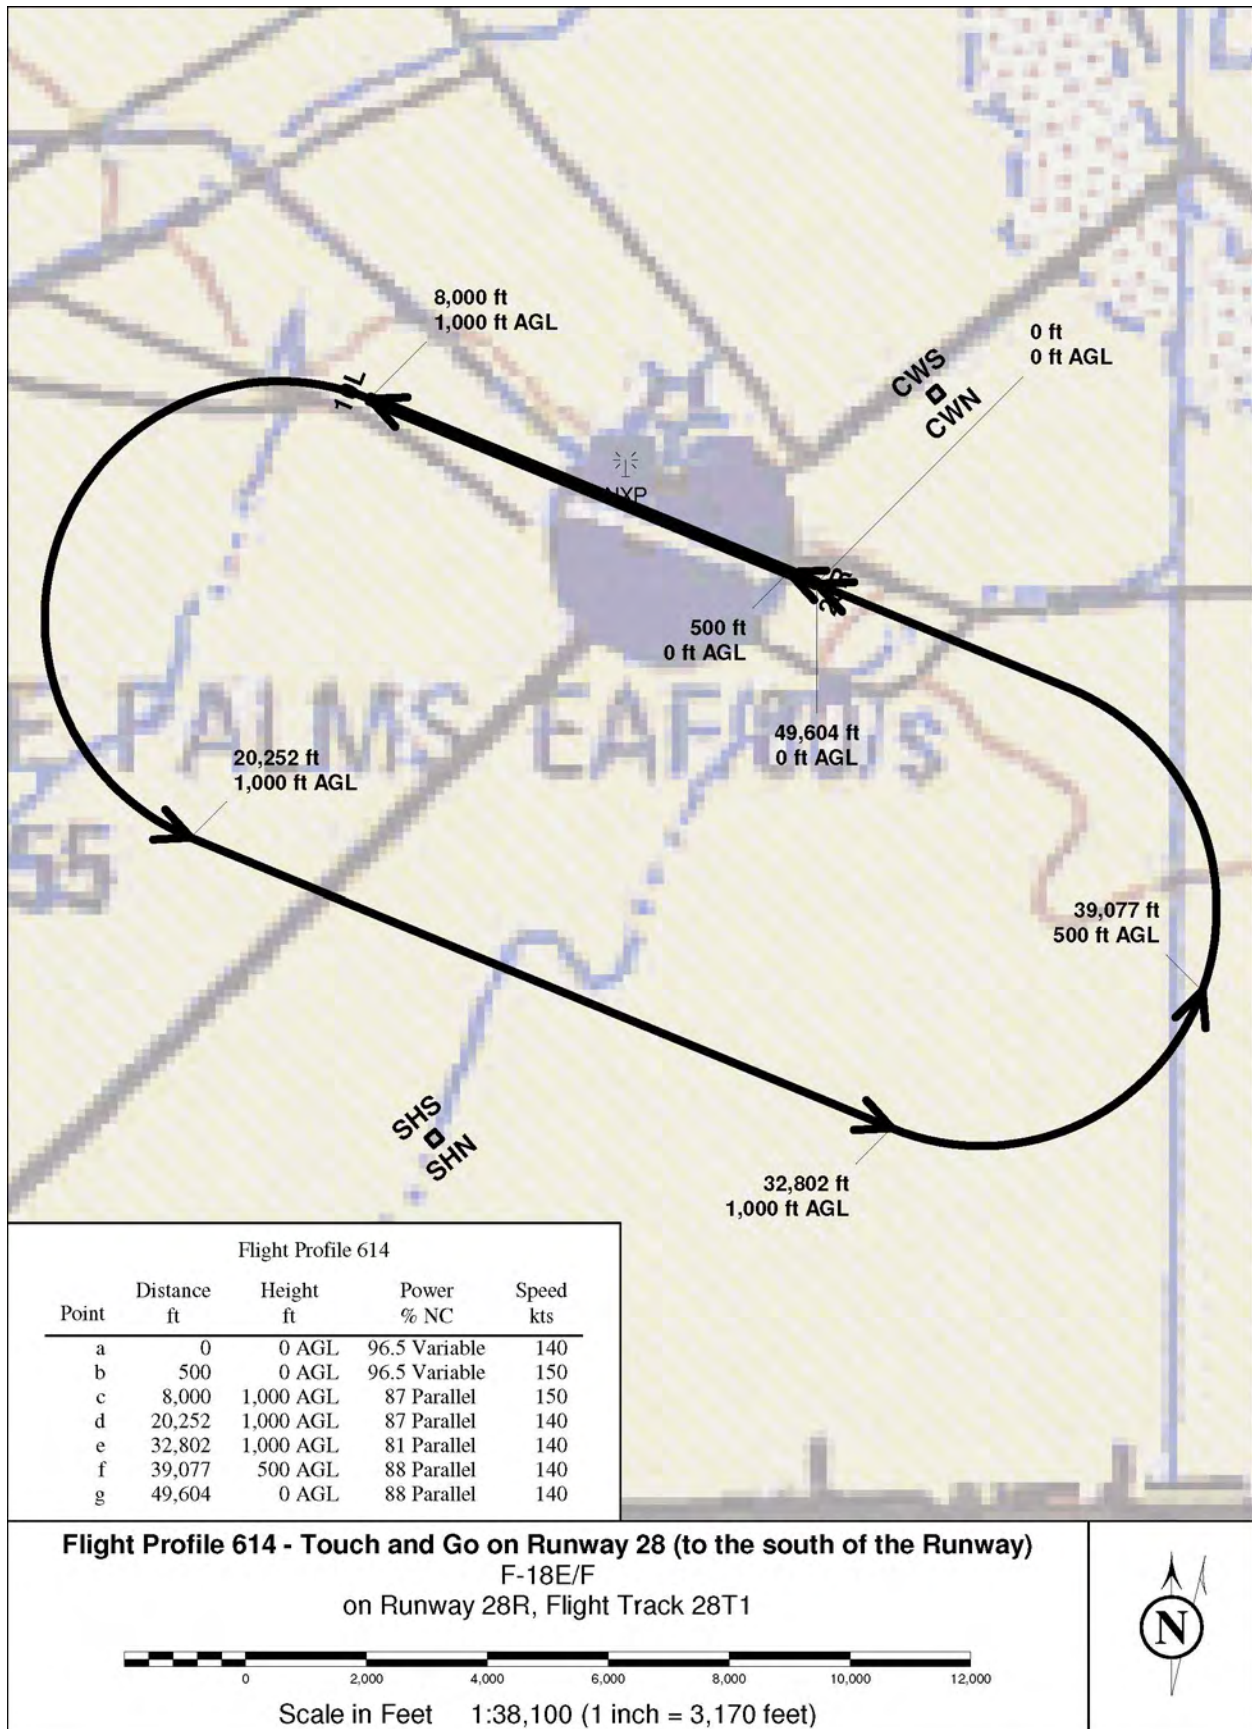 8,000 ft
1,000 ft AGL
0 ft
0 ft AGL
CWS
CWN
NXP
500 ft
0 ft AGL
49,604 ft
0 ft AGL
E PALMS EAF
20,252 ft
1,000 ft AGL
55
39,077 ft
500 ft AGL
SHS
SHN
32,802 ft
1,000 ft AGL
Flight Profile 614
Point Distance ft Height ft Power % NC Speed kts
a 0 0 AGL 96.5 Variable 140
b 500 0 AGL 96.5 Variable 150
c 8,000 1,000 AGL 87 Parallel 150
d 20,252 1,000 AGL 87 Parallel 140
e 32,802 1,000 AGL 81 Parallel 140
f 39,077 500 AGL 88 Parallel 140
g 49,604 0 AGL 88 Parallel 140
Flight Profile 614 - Touch and Go on Runway 28 (to the south of the Runway)
F-18E/F
on Runway 28R, Flight Track 28T1
0 2,000 4,000 6,000 8,000 10,000 12,000
Scale in Feet 1:38,100 (1 inch = 3,170 feet)
N